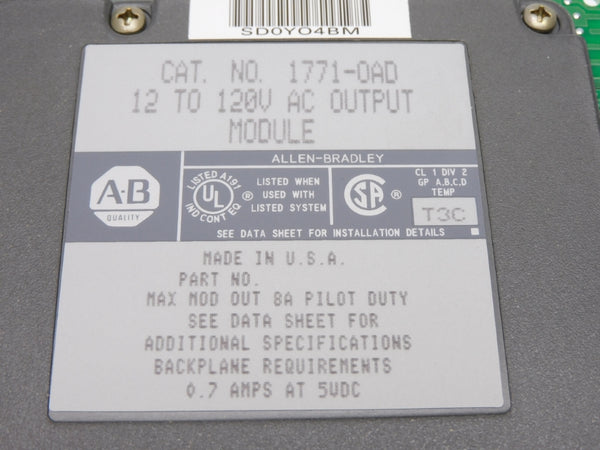 SD0Y04BM
CAT. NO. 1771-OAD
12 TO 120V AC OUTPUT
MODULE
ALLEN-BRADLEY
A-B
QUALITY
LISTED A191
UL
IND CONT EQ
®
LISTED WHEN
USED WITH
LISTED SYSTEM
CSA
®
CL 1 DIV 2
GP A,B,C,D
TEMP
T3C
SEE DATA SHEET FOR INSTALLATION DETAILS
MADE IN U.S.A.
PART NO.
MAX MOD OUT 8A PILOT DUTY
SEE DATA SHEET FOR
ADDITIONAL SPECIFICATIONS
BACKPLANE REQUIREMENTS
0.7 AMPS AT 5VDC